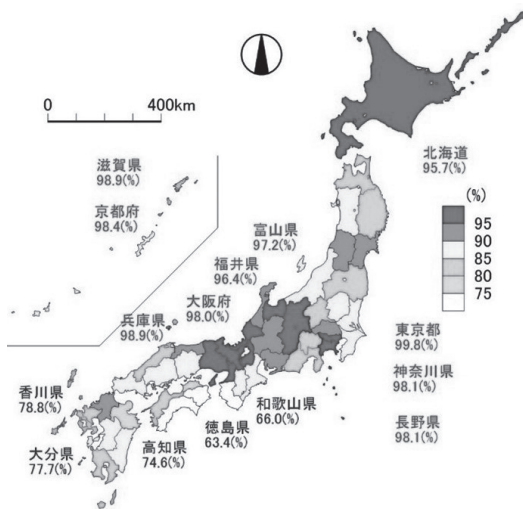 0
400km
北海道
95.7(%)
滋賀県
98.9(%)
京都府
98.4(%)
富山県
97.2(%)
福井県
96.4(%)
大阪府
98.0(%)
兵庫県
98.9(%)
(%)
95
90
85
80
75
東京都
99.8(%)
神奈川県
98.1(%)
長野県
98.1(%)
香川県
78.8(%)
大分県
77.7(%)
高知県
74.6(%)
徳島県
63.4(%)
和歌山県
66.0(%)